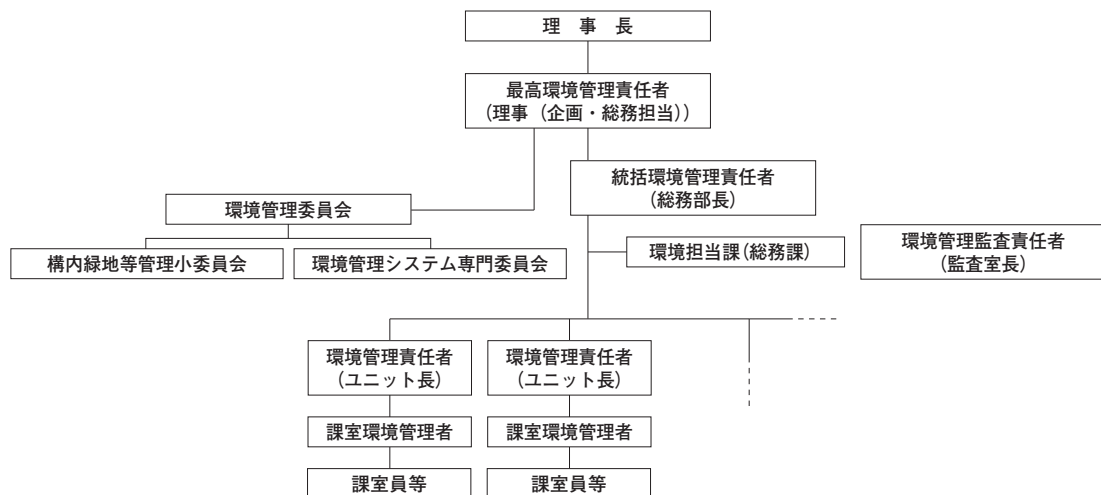 理　事　長
最高環境管理責任者
（理事（企画・総務担当））
統括環境管理責任者
（総務部長）
環境管理委員会
構内緑地等管理小委員会
環境管理システム専門委員会
環境担当課（総務課）
環境管理監査責任者
（監査室長）
環境管理責任者
（ユニット長）
環境管理責任者
（ユニット長）
課室環境管理者
課室環境管理者
課室員等
課室員等